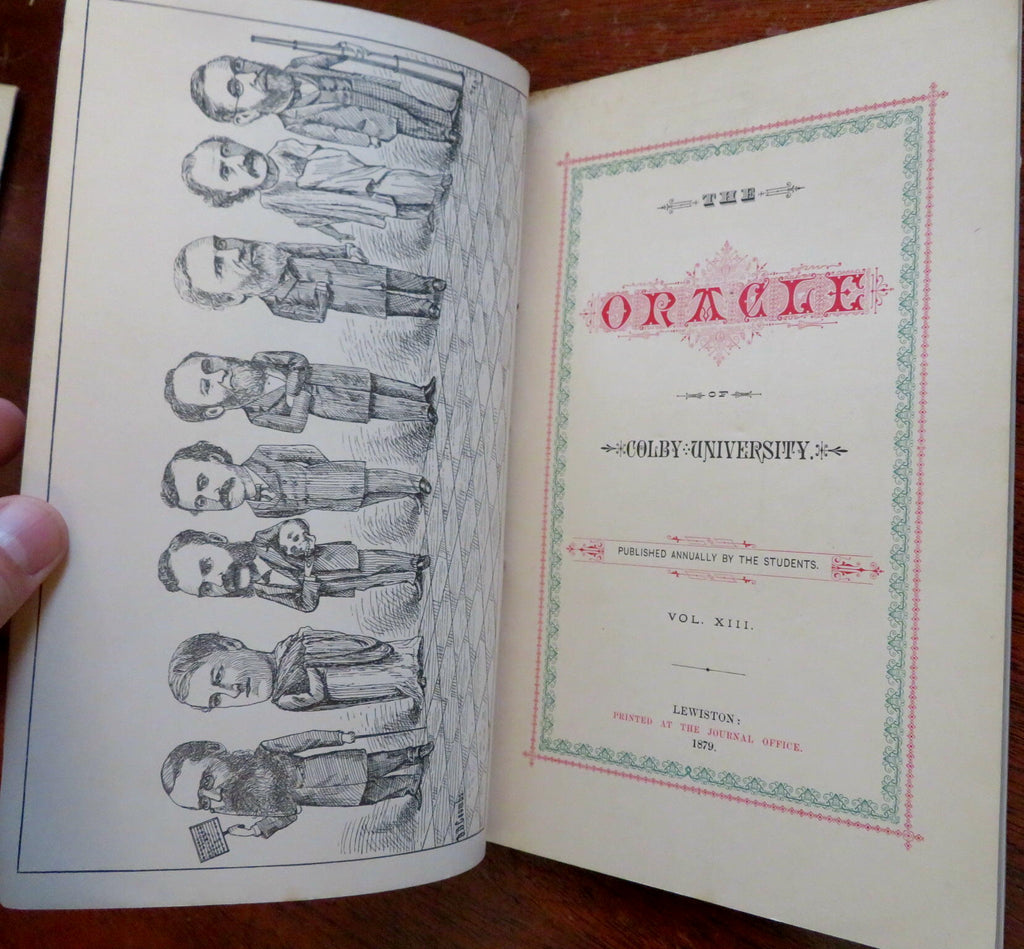 THE
ORACLE
OF
COLBY UNIVERSITY.
PUBLISHED ANNUALLY BY THE STUDENTS.
VOL. XIII.
LEWISTON:
PRINTED AT THE JOURNAL OFFICE.
1879.